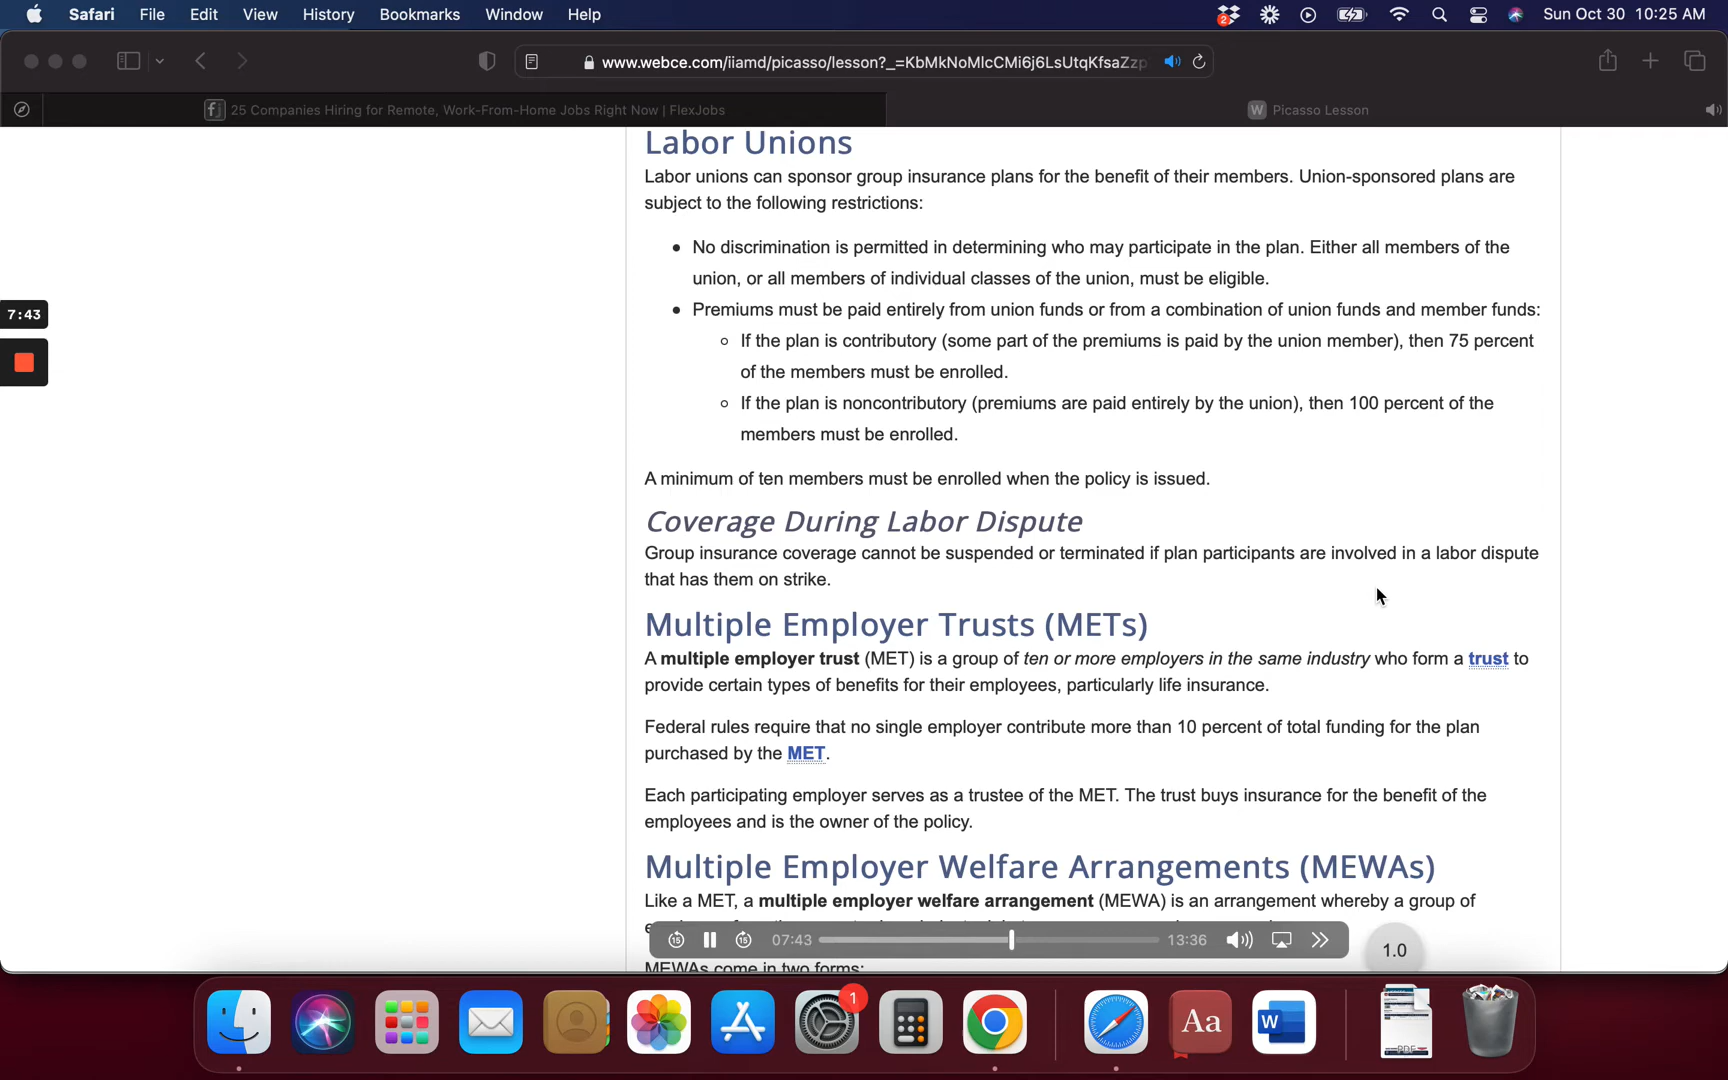 Safari File Edit View History Bookmarks Window Help 2 Sun Oct 30 10:25 AM
www.webce.com/iiamd/picasso/lesson?_=KbMkNoMIcCMi6j6LsUtqKfsaZzp
25 Companies Hiring for Remote, Work-From-Home Jobs Right Now | FlexJobs
W Picasso Lesson
Labor Unions
Labor unions can sponsor group insurance plans for the benefit of their members. Union-sponsored plans are
subject to the following restrictions:
• No discrimination is permitted in determining who may participate in the plan. Either all members of the
union, or all members of individual classes of the union, must be eligible.
7:43
• Premiums must be paid entirely from union funds or from a combination of union funds and member funds:
○ If the plan is contributory (some part of the premiums is paid by the union member), then 75 percent
of the members must be enrolled.
○ If the plan is noncontributory (premiums are paid entirely by the union), then 100 percent of the
members must be enrolled.
A minimum of ten members must be enrolled when the policy is issued.
Coverage During Labor Dispute
Group insurance coverage cannot be suspended or terminated if plan participants are involved in a labor dispute
that has them on strike.
Multiple Employer Trusts (METs)
A multiple employer trust (MET) is a group of ten or more employers in the same industry who form a trust to
provide certain types of benefits for their employees, particularly life insurance.
Federal rules require that no single employer contribute more than 10 percent of total funding for the plan
purchased by the MET.
Each participating employer serves as a trustee of the MET. The trust buys insurance for the benefit of the
employees and is the owner of the policy.
Multiple Employer Welfare Arrangements (MEWAs)
Like a MET, a multiple employer welfare arrangement (MEWA) is an arrangement whereby a group of
15 15 07:43 13:36 1.0
MEWAs come in two forms:
1
Aa
W
PDF